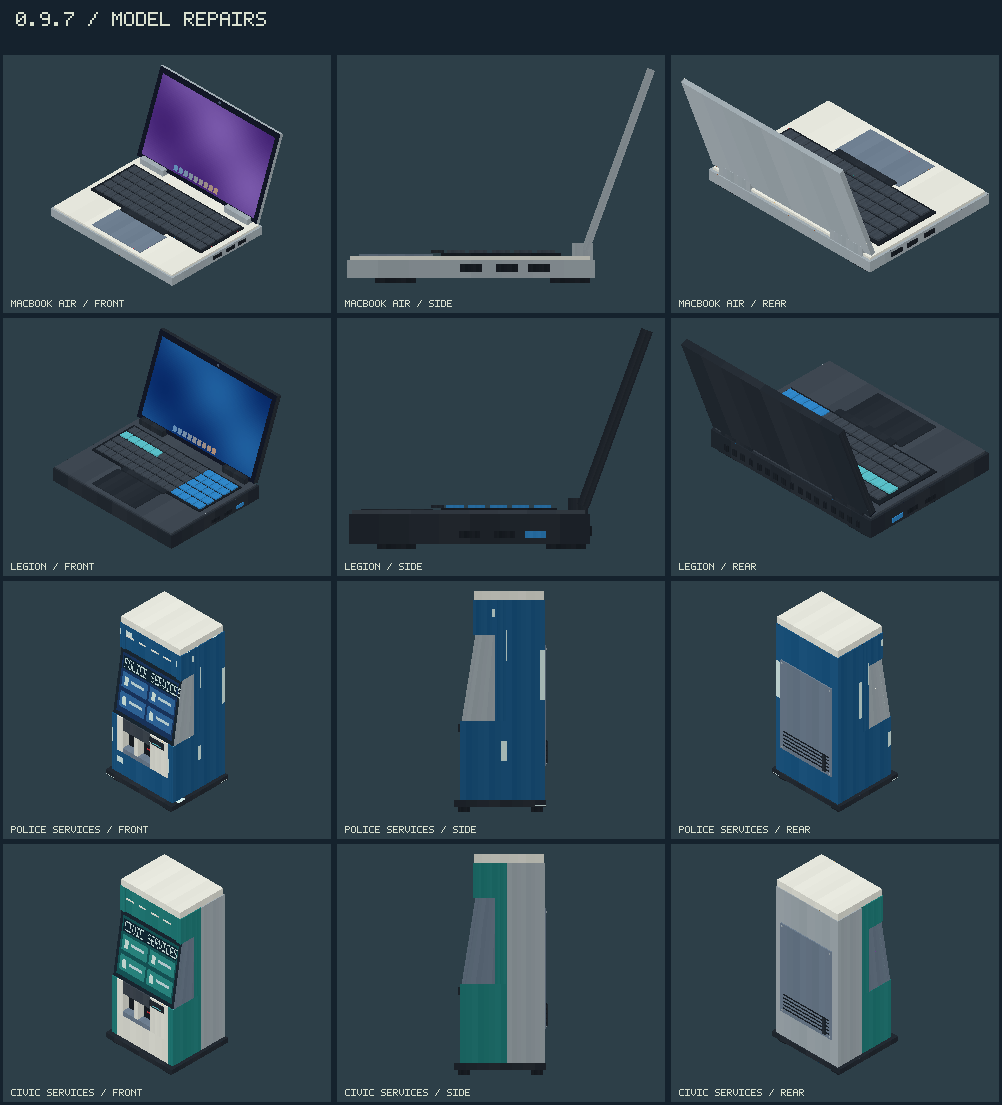 0.9.7 / MODEL REPAIRS
MACBOOK AIR / FRONT
MACBOOK AIR / SIDE
MACBOOK AIR / REAR
LEGION / FRONT
LEGION / SIDE
LEGION / REAR
POLICE SERVICES
POLICE SERVICES / FRONT
POLICE SERVICES / SIDE
POLICE SERVICES / REAR
CIVIC SERVICES
CIVIC SERVICES / FRONT
CIVIC SERVICES / SIDE
CIVIC SERVICES / REAR